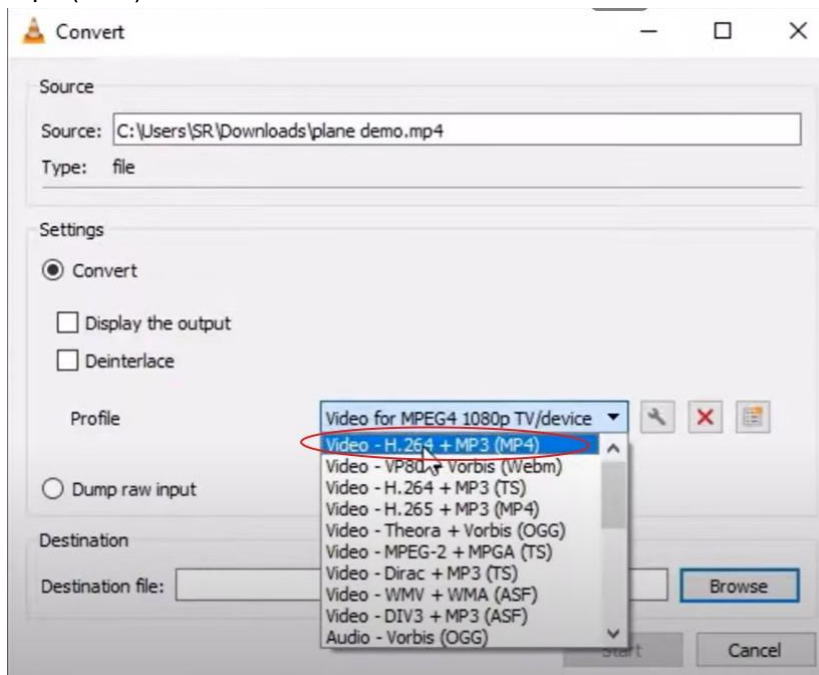 Convert
Source
Source: C:\Users\SR\Downloads\plane demo.mp4
Type: file
Settings
Convert
Display the output
Deinterlace
Profile
Video for MPEG4 1080p TV/device
Video - H.264 + MP3 (MP4)
Video - VP80 + Vorbis (Webm)
Video - H.264 + MP3 (TS)
Dump raw input
Video - H.265 + MP3 (MP4)
Video - Theora + Vorbis (OGG)
Destination
Video - MPEG-2 + MPGA (TS)
Video - Dirac + MP3 (TS)
Destination file:
Browse
Video - WMV + WMA (ASF)
Video - DIV3 + MP3 (ASF)
Audio - Vorbis (OGG)
Start
Cancel